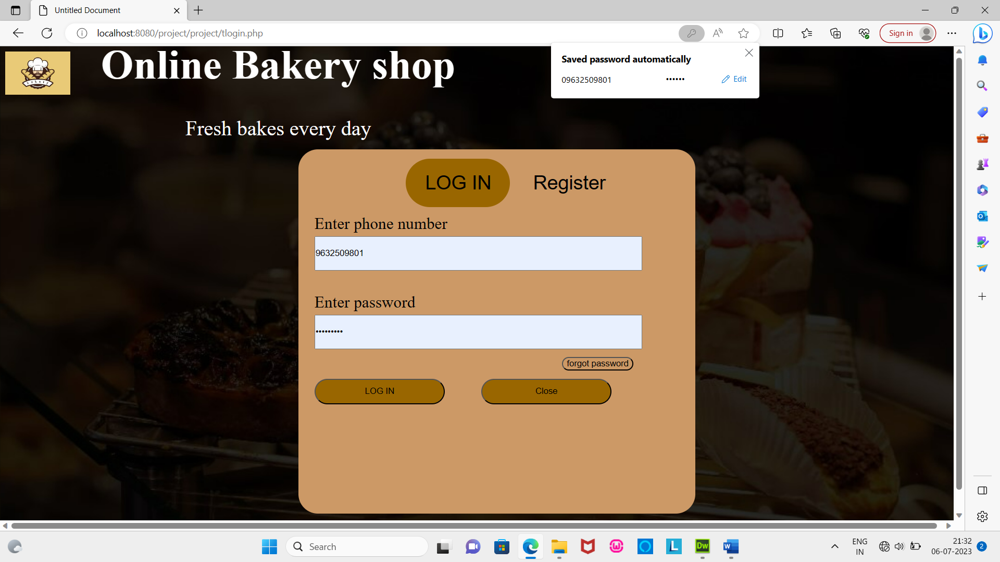 Untitled Document
localhost:8080/project/project/tlogin.php
Sign in
Saved password automatically
09632509801
••••••
Edit
bakery
Online Bakery shop
Fresh bakes every day
LOG IN
Register
Enter phone number
9632509801
Enter password
•••••••••
forgot password
LOG IN
Close
Search
Dw
W
L
ENG
IN
21:32
06-07-2023
2